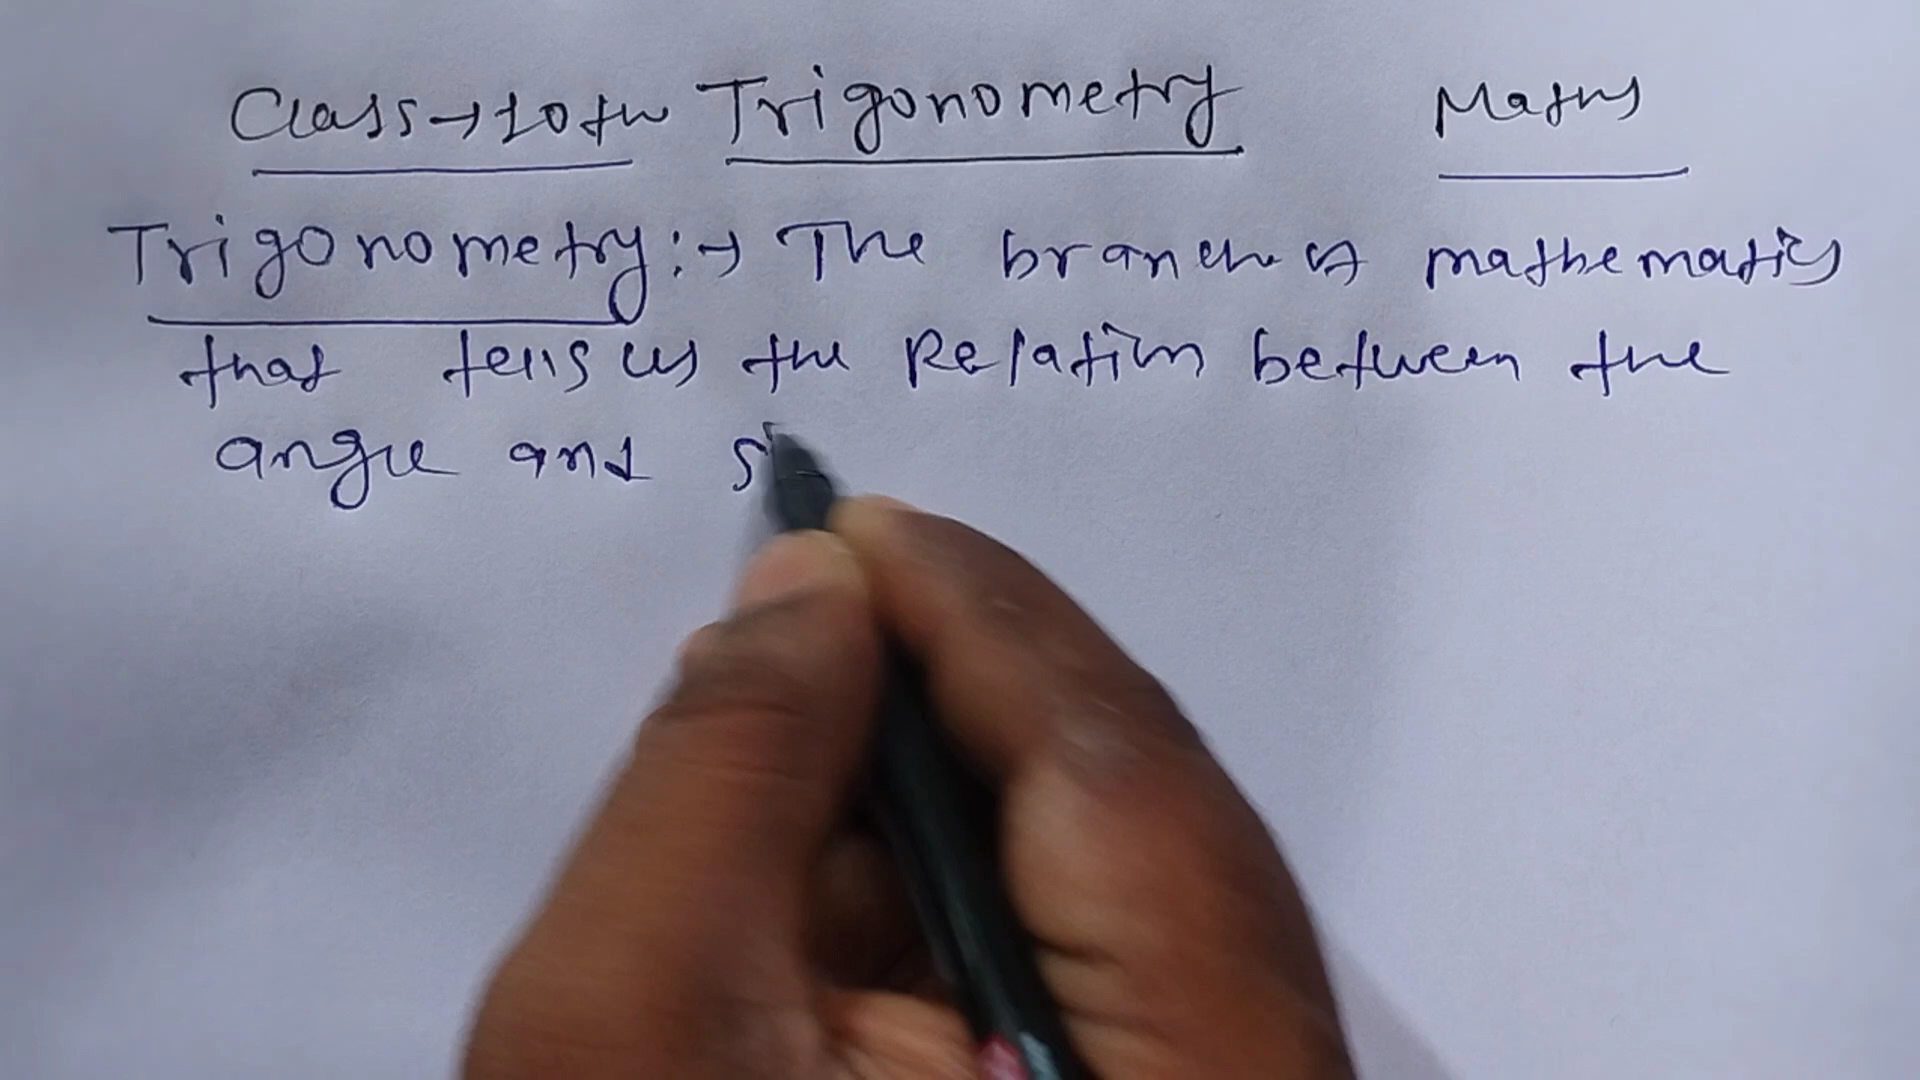 Class → 10th Trigonometry Maths
Trigonometry :→ The branch of mathematics
that tells us the Relation between the
angle and s